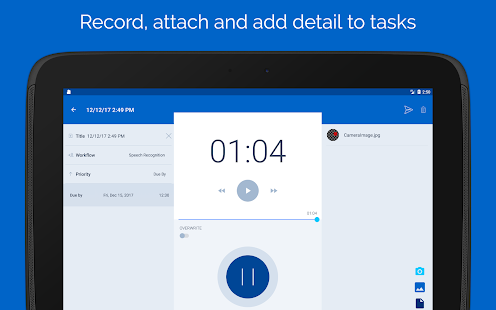 Record, attach and add detail to tasks
2:50
12/12/17 2:49 PM
Title 12/12/17 2:49 PM
Workflow Speech Recognition
Priority Due By
Due by Fri, Dec 15, 2017 12:00
01:04
01:04
OVERWRITE
CameraImage.jpg